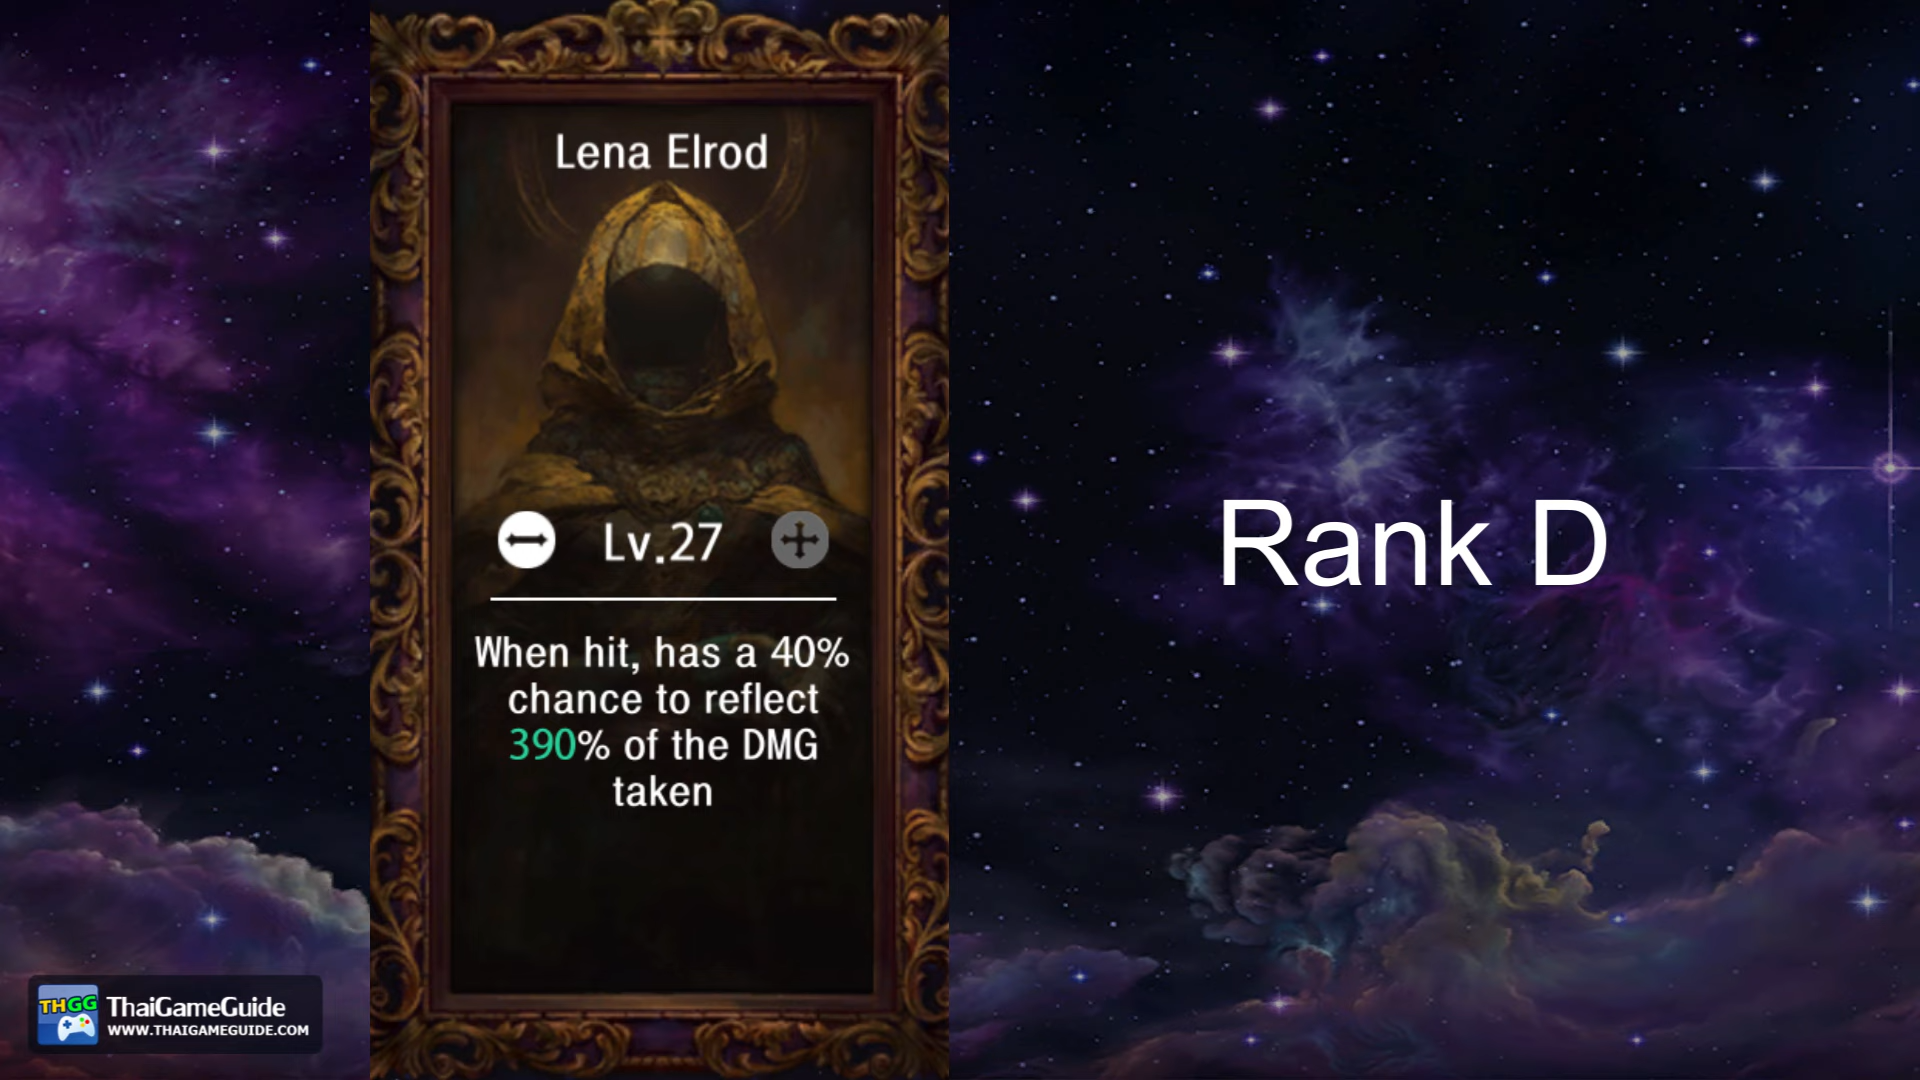 Lena Elrod
Lv.27
When hit, has a 40%
chance to reflect
390% of the DMG
taken
Rank D
THGG
ThaiGameGuide
WWW.THAIGAMEGUIDE.COM